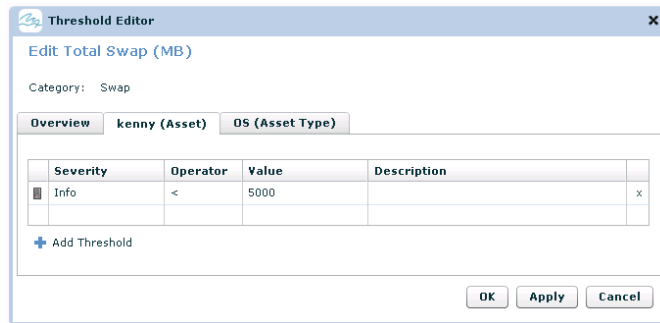 Threshold Editor x
Edit Total Swap (MB)
Category: Swap
Overview kenny (Asset) OS (Asset Type)
Severity Operator Value Description
Info < 5000 x
Add Threshold
OK Apply Cancel